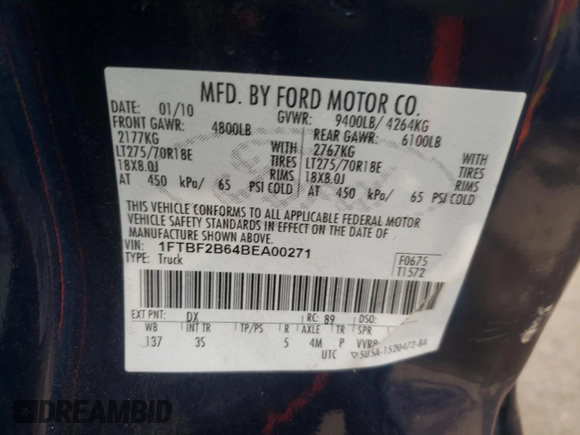 MFD. BY FORD MOTOR CO.
DATE: 01/10 GVWR: 9400LB/ 4264KG
FRONT GAWR: 4800LB REAR GAWR: 6100LB
2177KG WITH 2767KG WITH
LT275/70R18E TIRES LT275/70R18E TIRES
18X8.0J RIMS 18X8.0J RIMS
AT 450 kPa/ 65 PSI COLD AT 450 kPa/ 65 PSI COLD
THIS VEHICLE CONFORMS TO ALL APPLICABLE FEDERAL MOTOR
VEHICLE SAFETY STANDARDS IN EFFECT ON THE DATE OF
MANUFACTURE SHOWN ABOVE.
VIN: 1FTBF2B64BEA00271
TYPE: Truck
F0675
T1572
EXT PNT: DX RC: 89 DSO:
WB INT TR TP/PS R AXLE TR SPR
137 3S 5 4M P VVRR
UTC 5U5A-1520472-BA
DREAMBID